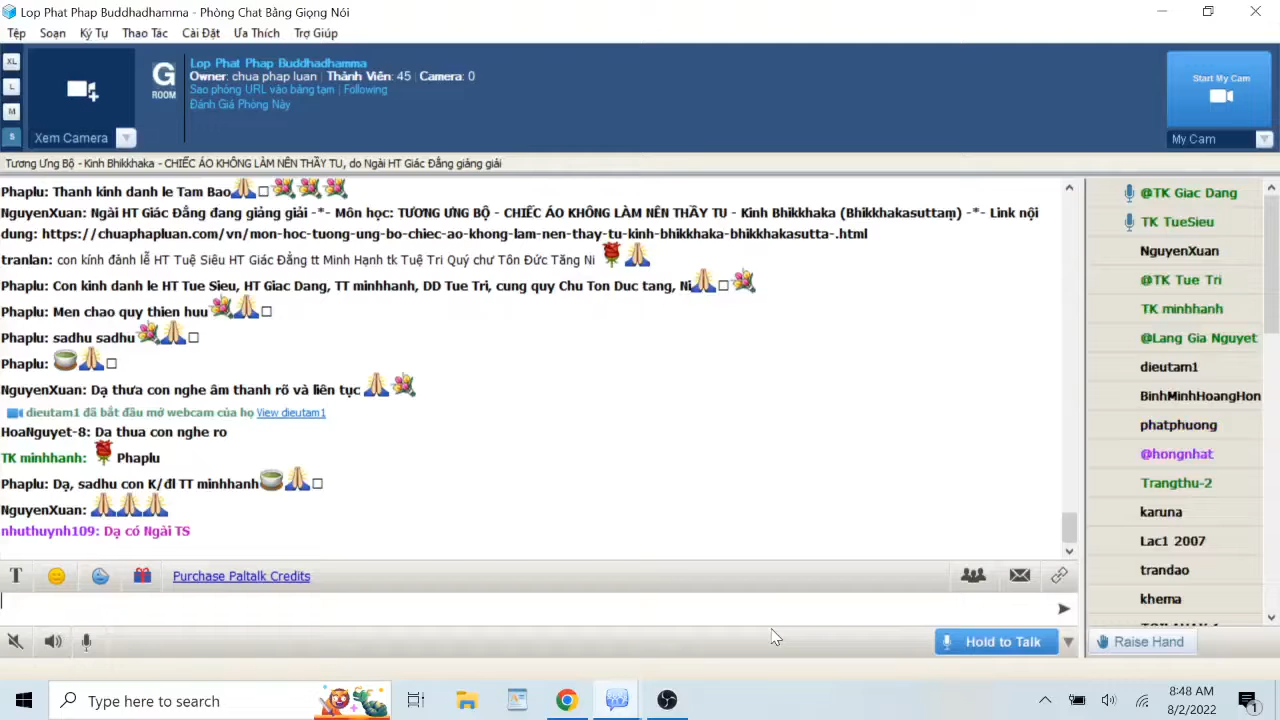 Lop Phat Phap Buddhadhamma - Phòng Chat Bằng Giọng Nói
Tệp Soạn Ký Tự Thao Tác Cài Đặt Ưa Thích Trợ Giúp
XL
L
M
S
Xem Camera
G
ROOM
Lop Phat Phap Buddhadhamma
Owner: chua phap luan | Thành Viên: 45 | Camera: 0
Sao phòng URL vào bảng tạm | Following
Đánh Giá Phòng Này
Start My Cam
My Cam
Tương Ưng Bộ - Kinh Bhikkhaka - CHIẾC ÁO KHÔNG LÀM NÊN THẦY TU, do Ngài HT Giác Đẳng giảng giải
Phaplu: Thanh kinh danh le Tam Bao
NguyenXuan: Ngài HT Giác Đẳng đang giảng giải -*- Môn học: TƯƠNG ƯNG BỘ - CHIẾC ÁO KHÔNG LÀM NÊN THẦY TU - Kinh Bhikkhaka (Bhikkhakasuttaṃ) -*- Link nội
dung: https://chuaphapluan.com/vn/mon-hoc-tuong-ung-bo-chiec-ao-khong-lam-nen-thay-tu-kinh-bhikkhaka-bhikkhakasutta-.html
tranlan: con kính đảnh lễ HT Tuệ Siêu HT Giác Đẳng tt Minh Hạnh tk Tuệ Tri Quý chư Tôn Đức Tăng Ni
Phaplu: Con kinh danh le HT Tue Sieu, HT Giac Dang, TT minhhanh, DD Tue Tri, cung quy Chu Ton Duc tang, Ni
Phaplu: Men chao quy thien huu
Phaplu: sadhu sadhu
Phaplu:
NguyenXuan: Dạ thưa con nghe âm thanh rõ và liên tục
dieutam1 đã bắt đầu mở webcam của họ View dieutam1
HoaNguyet-8: Da thua con nghe ro
TK minhhanh: Phaplu
Phaplu: Dạ, sadhu con K/đl TT minhhanh
NguyenXuan:
nhuthuynh109: Dạ có Ngài TS
@TK Giac Dang
TK TueSieu
NguyenXuan
@TK Tue Tri
TK minhhanh
@Lang Gia Nguyet
dieutam1
BinhMinhHoangHon
phatphuong
@hongnhat
Trangthu-2
karuna
Lac1 2007
trandao
khema
T Purchase Paltalk Credits
Hold to Talk
Raise Hand
Type here to search
8:48 AM
8/2/2022
1